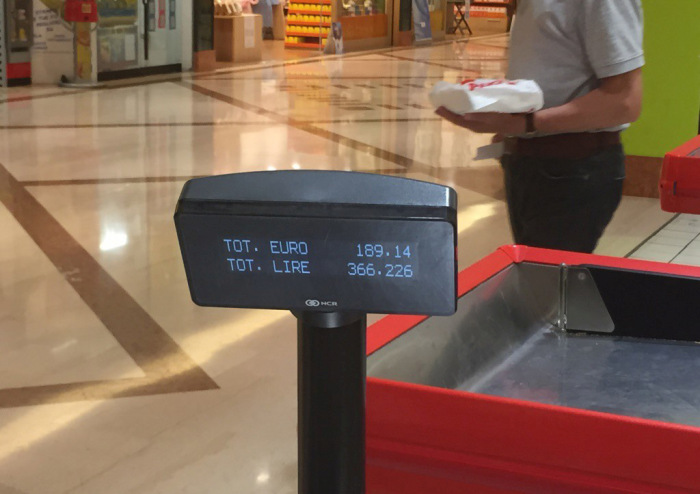 TOT. EURO 189.14
TOT. LIRE 366.226
NCR